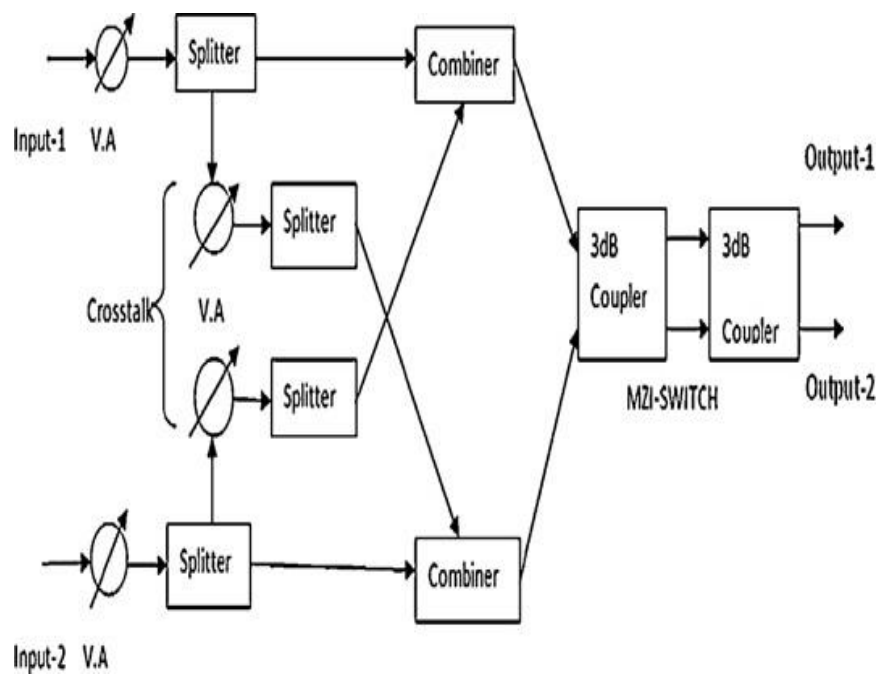 Splitter
Combiner
Input-1 V.A
Output-1
Splitter
3dB
Coupler
3dB
Coupler
Crosstalk
V.A
Splitter
MZI-SWITCH
Output-2
Splitter
Combiner
Input-2 V.A